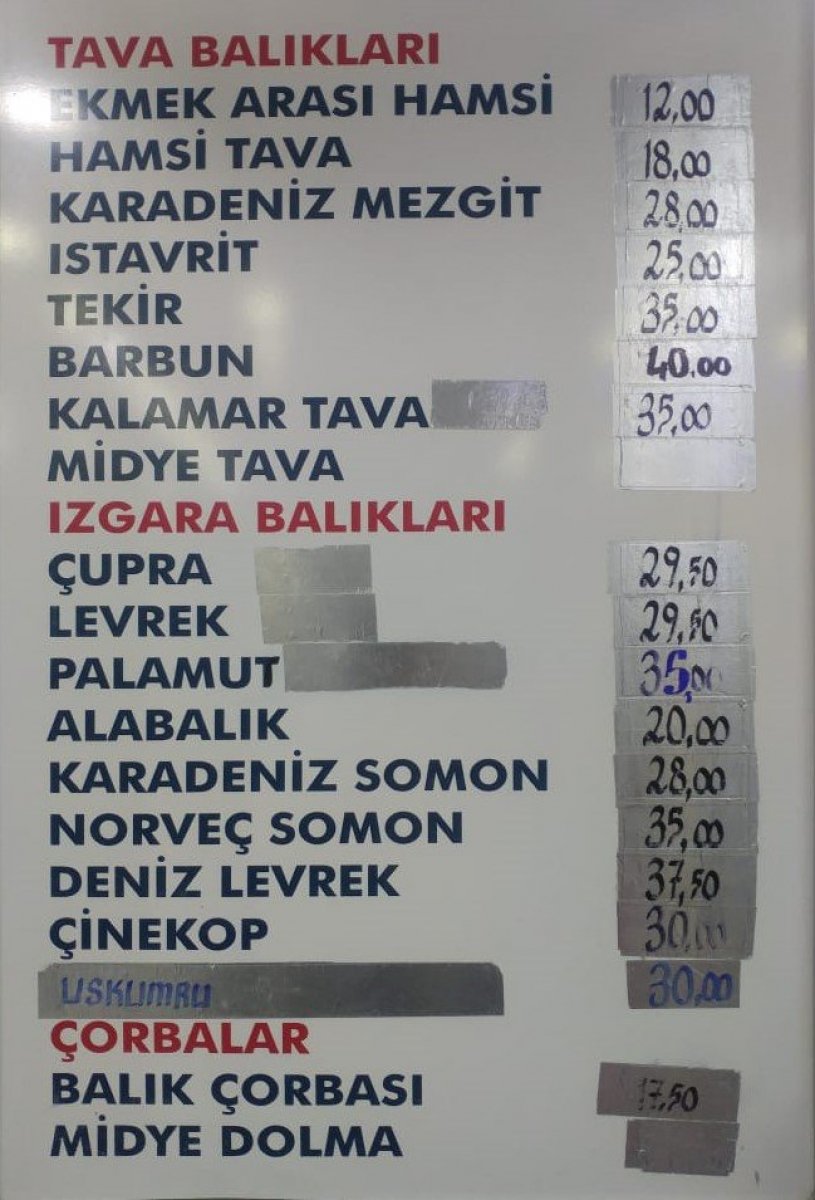 TAVA BALIKLARI
EKMEK ARASI HAMSİ 12,00
HAMSİ TAVA 18,00
KARADENİZ MEZGİT 28,00
ISTAVRİT 25,00
TEKİR 35,00
BARBUN 40.00
KALAMAR TAVA 35,00
MİDYE TAVA
IZGARA BALIKLARI
ÇUPRA 29,50
LEVREK 29,50
PALAMUT 35,00
ALABALIK 20,00
KARADENİZ SOMON 28,00
NORVEÇ SOMON 35,00
DENİZ LEVREK 37,50
ÇİNEKOP 30,00
USKUMRU 30,00
ÇORBALAR
BALIK ÇORBASI 17,50
MİDYE DOLMA